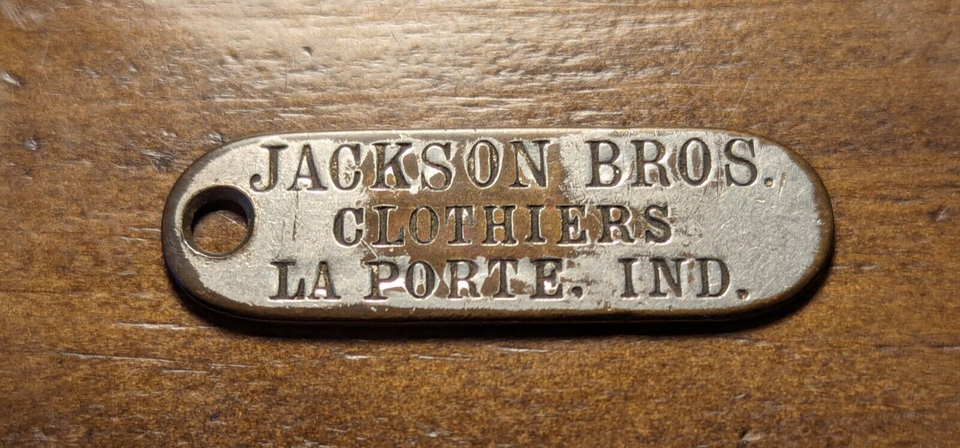 JACKSON BROS.
CLOTHIERS
LA PORTE. IND.